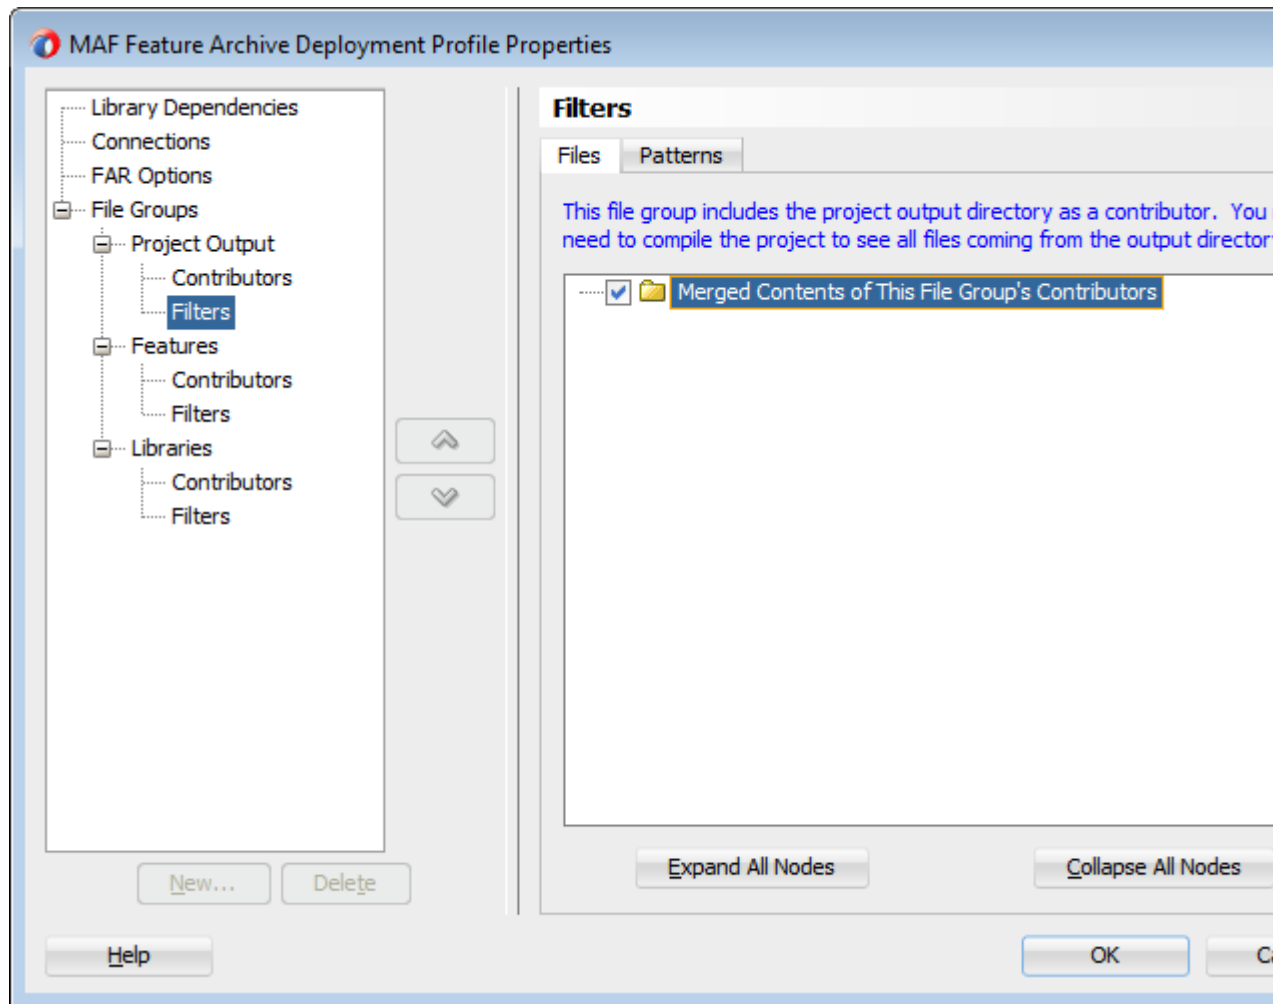 MAF Feature Archive Deployment Profile Properties
Library Dependencies
Connections
FAR Options
File Groups
Project Output
Contributors
Filters
Features
Contributors
Filters
Libraries
Contributors
Filters
New...
Delete
Filters
Files Patterns
This file group includes the project output directory as a contributor. You
need to compile the project to see all files coming from the output
Merged Contents of This File Group's Contributors
Expand All Nodes
Collapse All Nodes
Help
OK